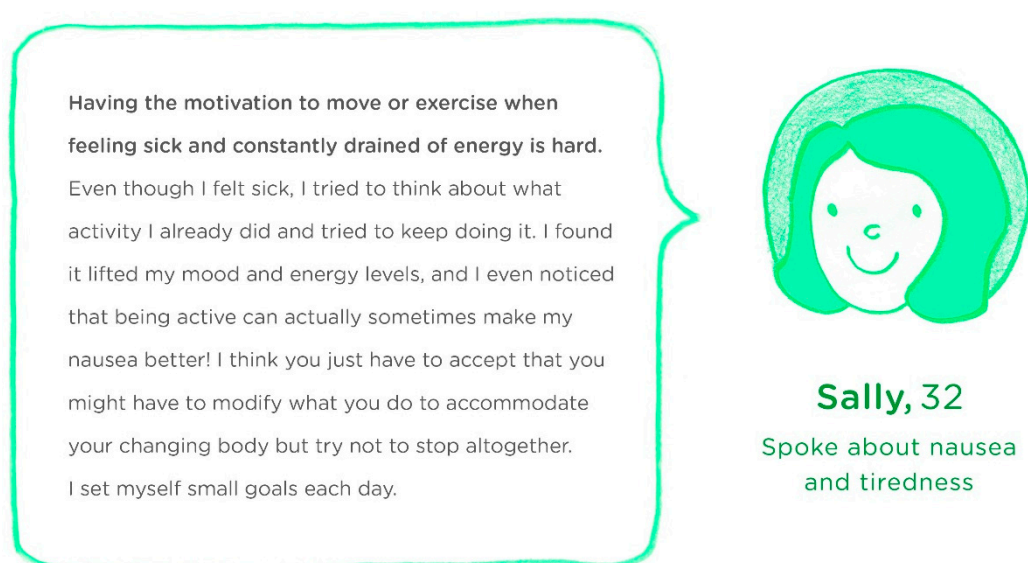 Having the motivation to move or exercise when
feeling sick and constantly drained of energy is hard.
Even though I felt sick, I tried to think about what
activity I already did and tried to keep doing it. I found
it lifted my mood and energy levels, and I even noticed
that being active can actually sometimes make my
nausea better! I think you just have to accept that you
might have to modify what you do to accommodate
your changing body but try not to stop altogether.
I set myself small goals each day.
Sally, 32
Spoke about nausea
and tiredness